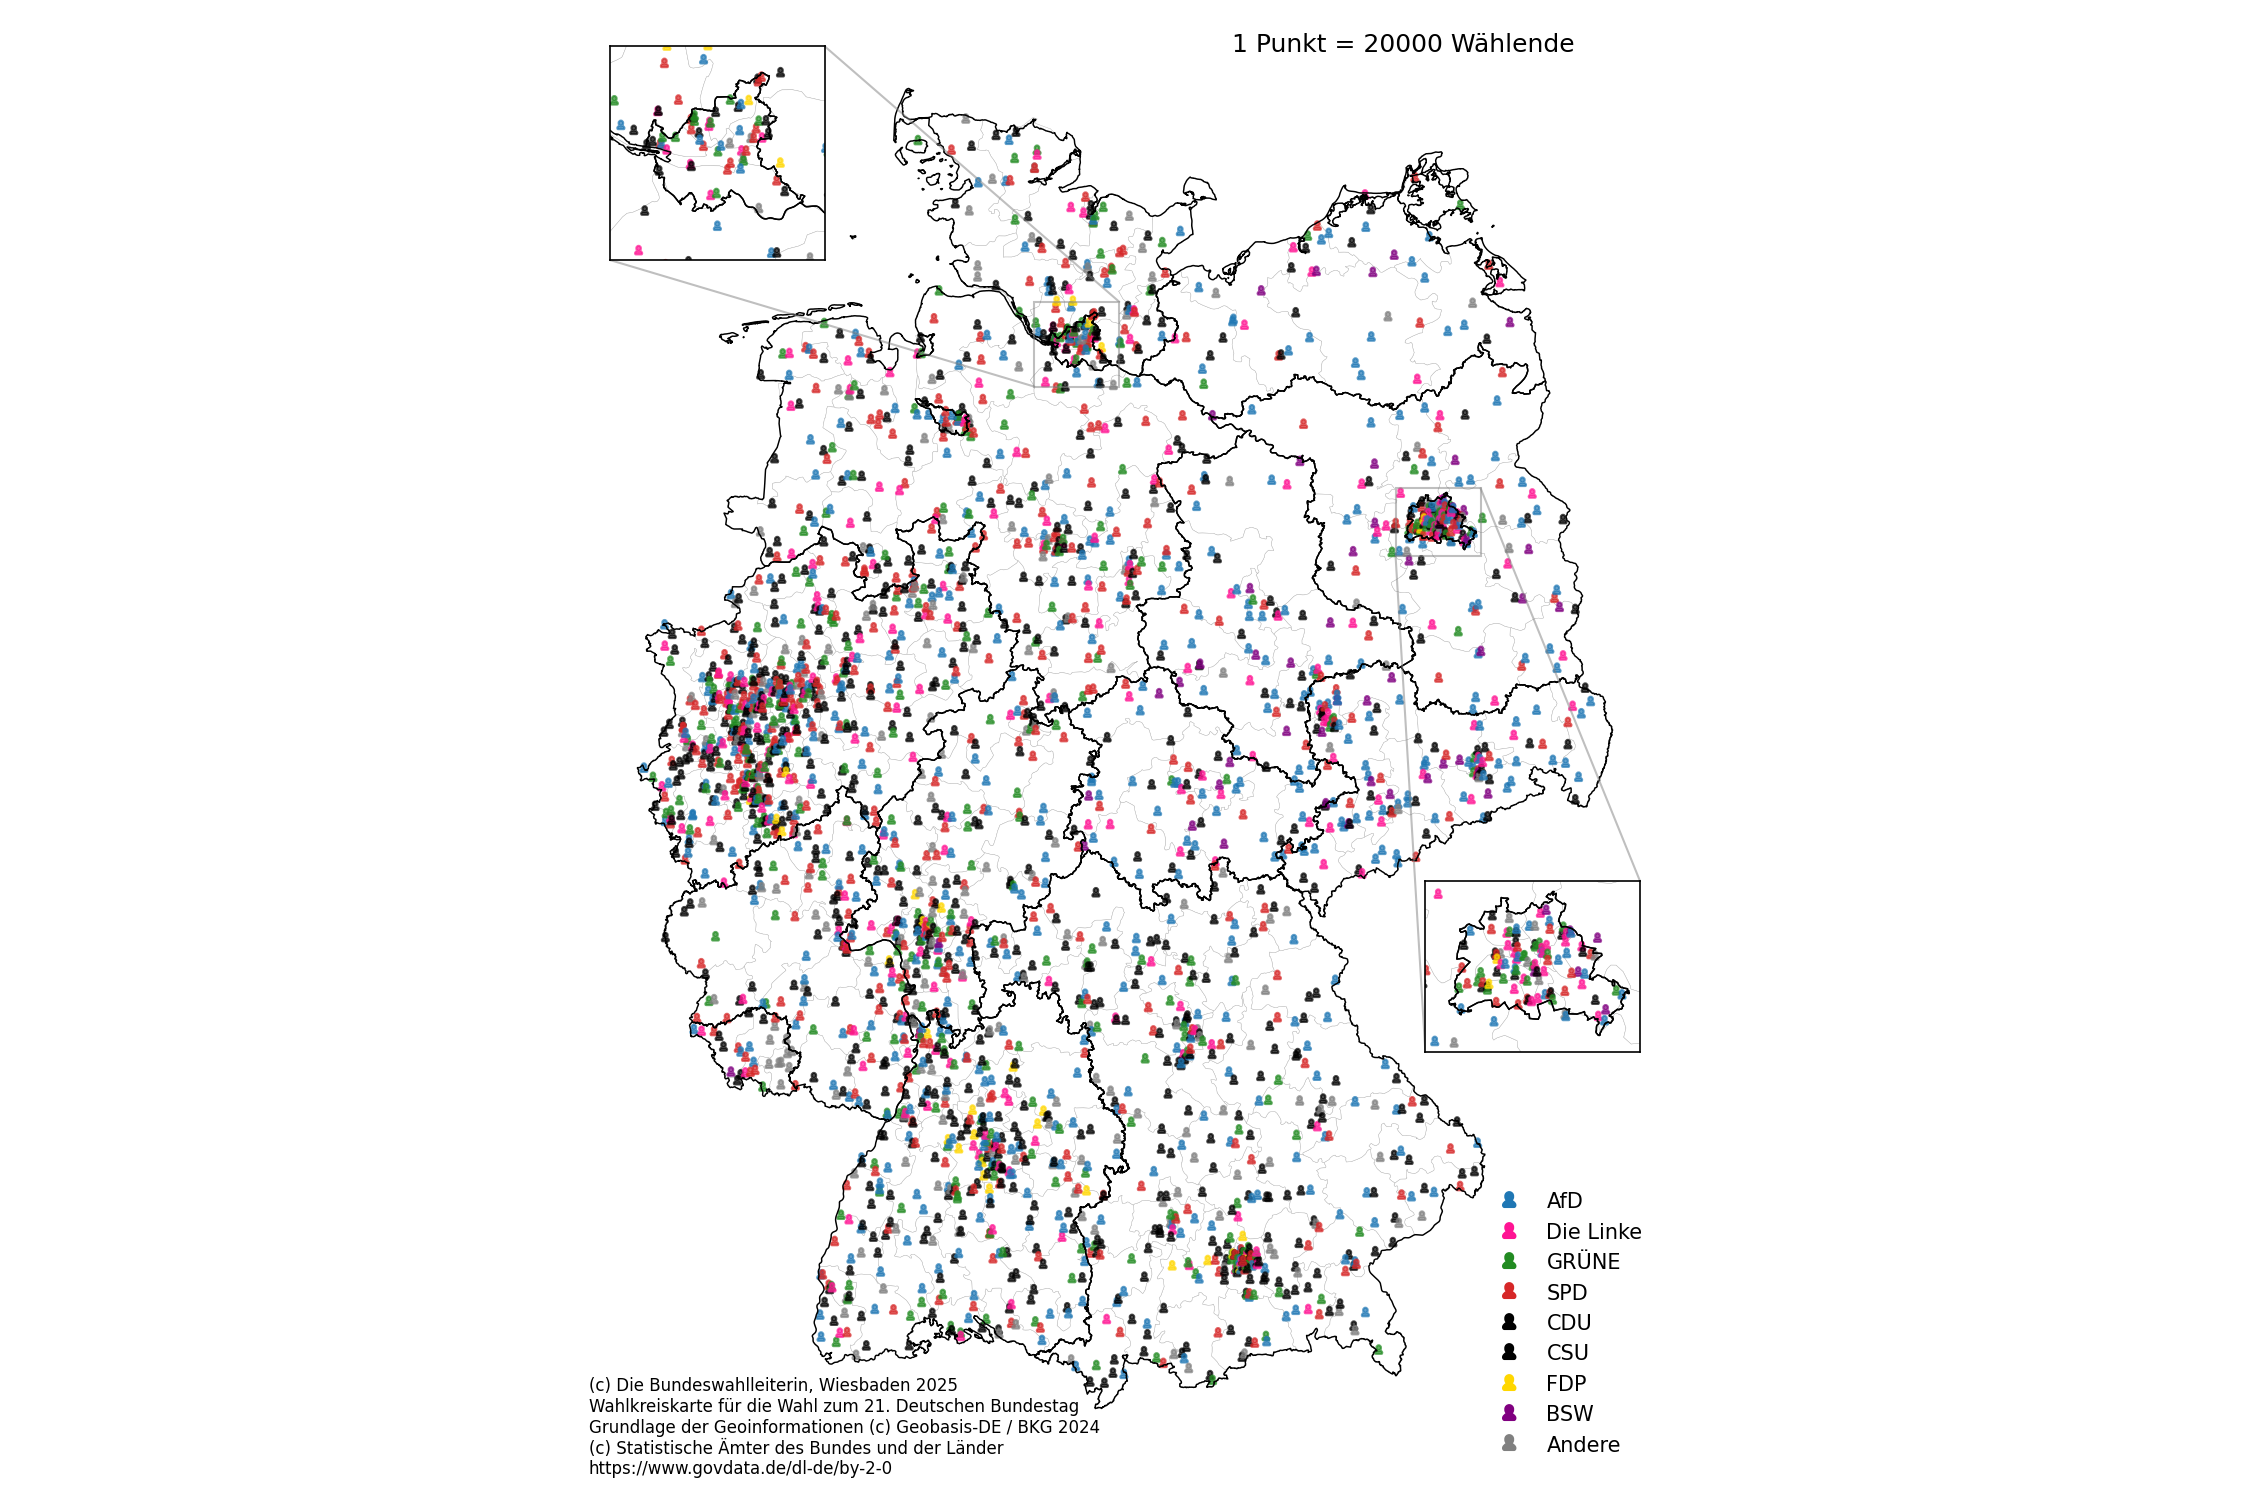 1 Punkt = 20000 Wählende
AfD
Die Linke
GRÜNE
SPD
CDU
CSU
FDP
BSW
Andere
(c) Die Bundeswahlleiterin, Wiesbaden 2025
Wahlkreiskarte für die Wahl zum 21. Deutschen Bundestag
Grundlage der Geoinformationen (c) Geobasis-DE / BKG 2024
(c) Statistische Ämter des Bundes und der Länder
https://www.govdata.de/dl-de/by-2-0